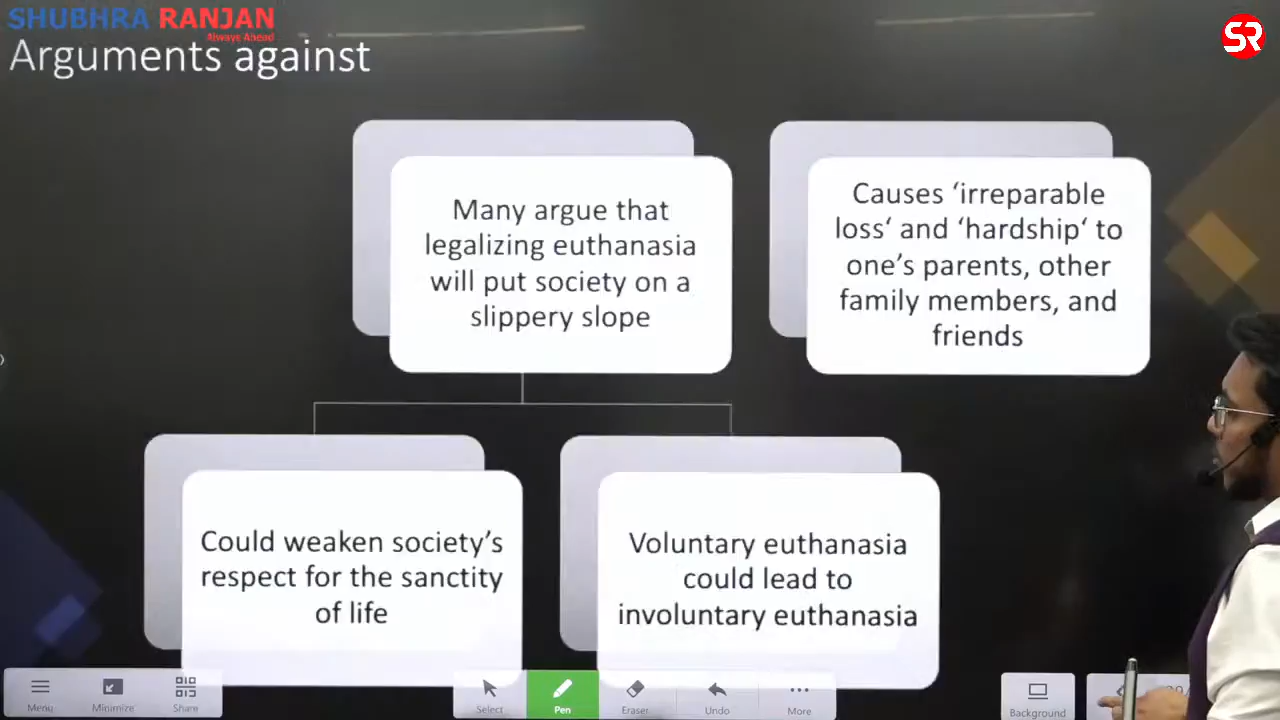 SHUBHRA RANJAN
Always Ahead
SR
Arguments against
Many argue that
legalizing euthanasia
will put society on a
slippery slope
Causes ‘irreparable
loss‘ and ‘hardship‘ to
one’s parents, other
family members, and
friends
Could weaken society’s
respect for the sanctity
of life
Voluntary euthanasia
could lead to
involuntary euthanasia
Menu
Minimize
Share
Select
Pen
Eraser
Undo
More
Background